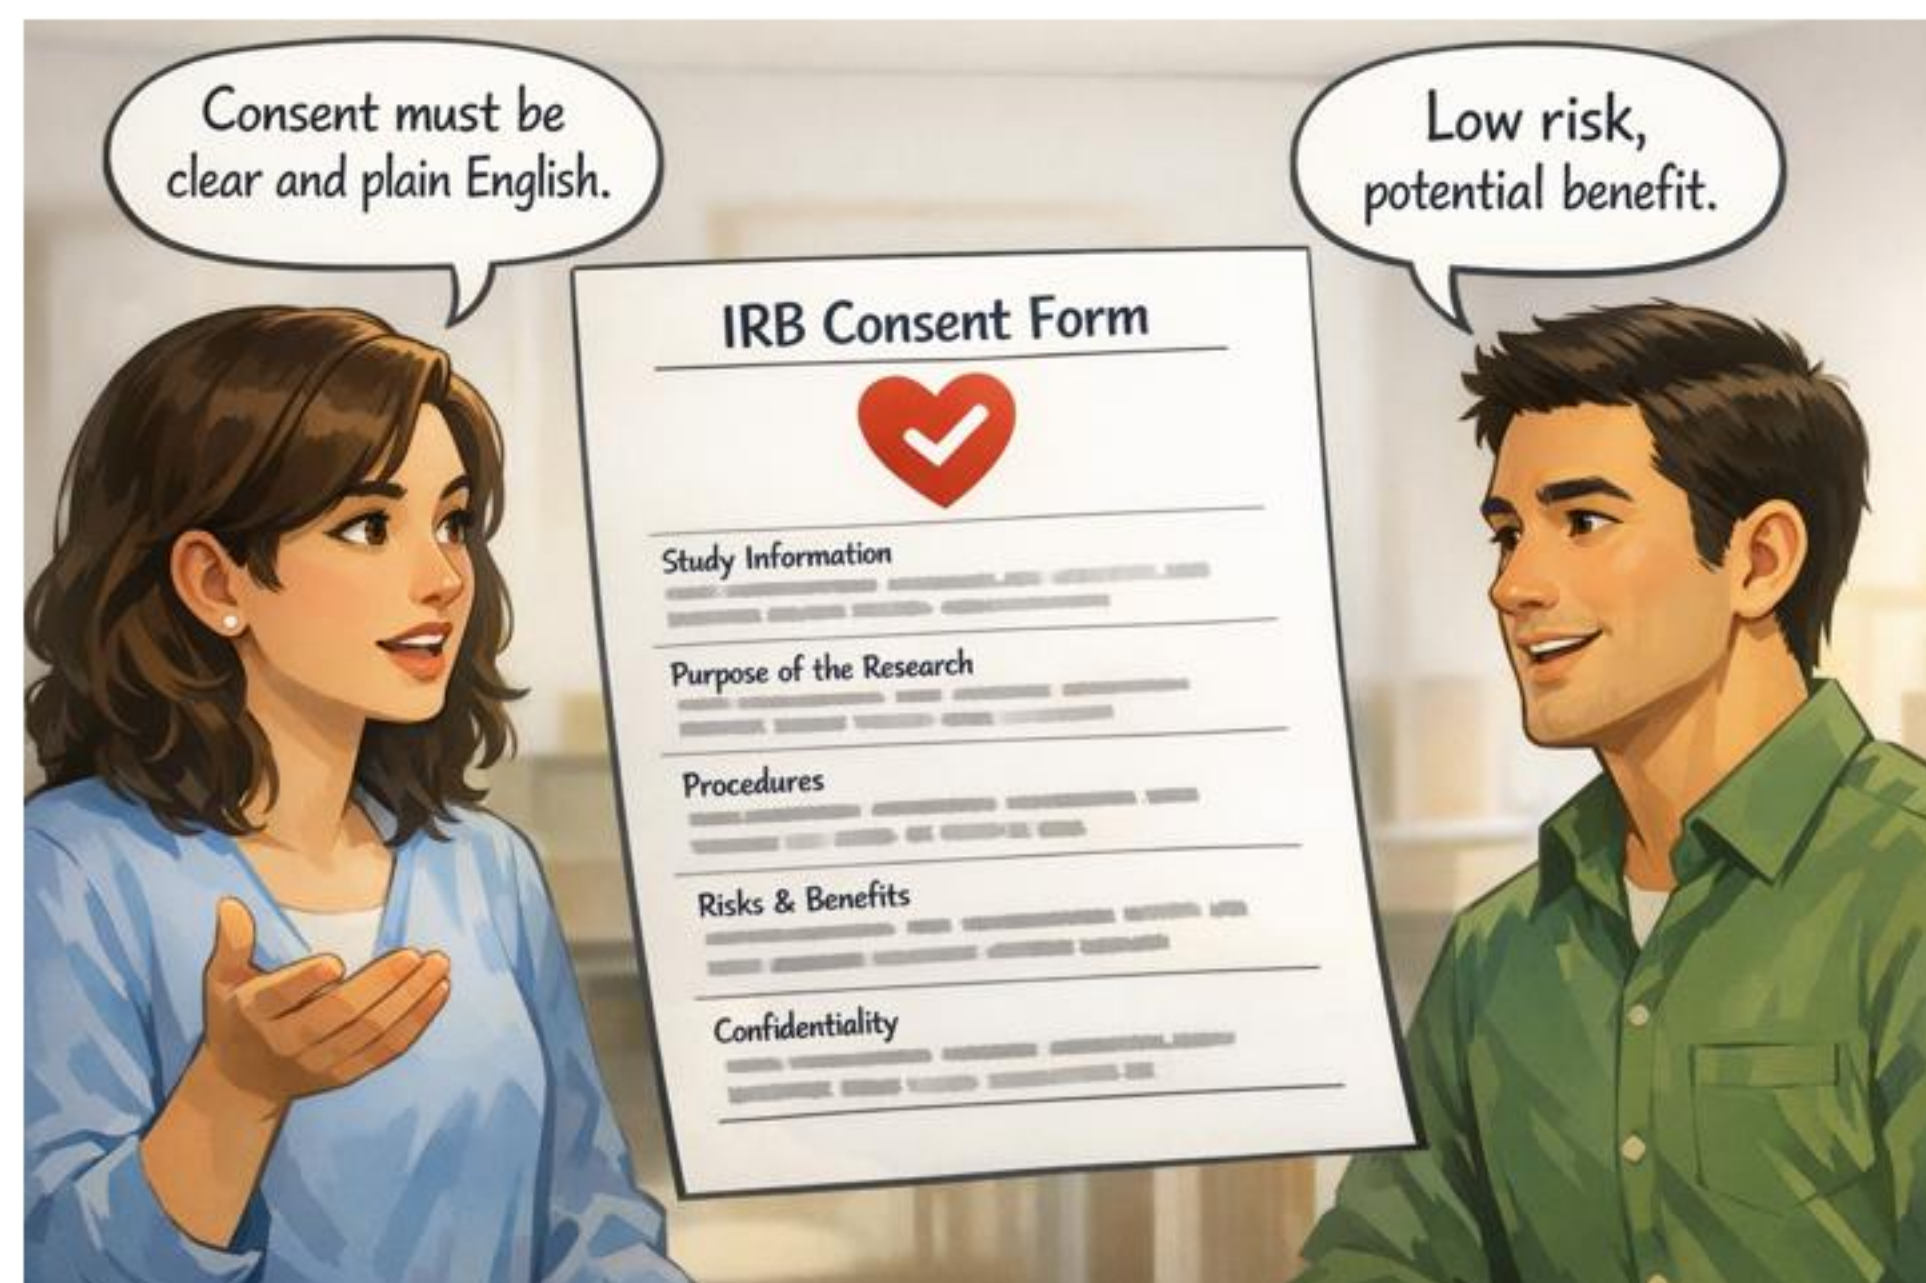 Consent must be
clear and plain English.
Low risk,
potential benefit.
IRB Consent Form
Study Information
Purpose of the Research
Procedures
Risks & Benefits
Confidentiality